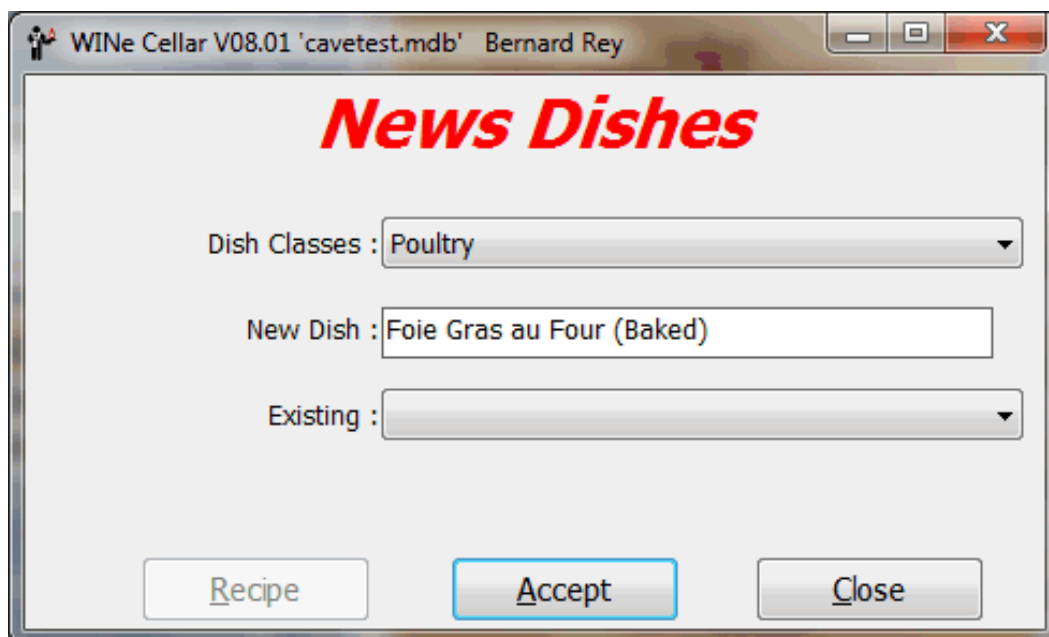 WINe Cellar V08.01 'cavetest.mdb' Bernard Rey
News Dishes
Dish Classes : Poultry
New Dish : Foie Gras au Four (Baked)
Existing :
Recipe Accept Close